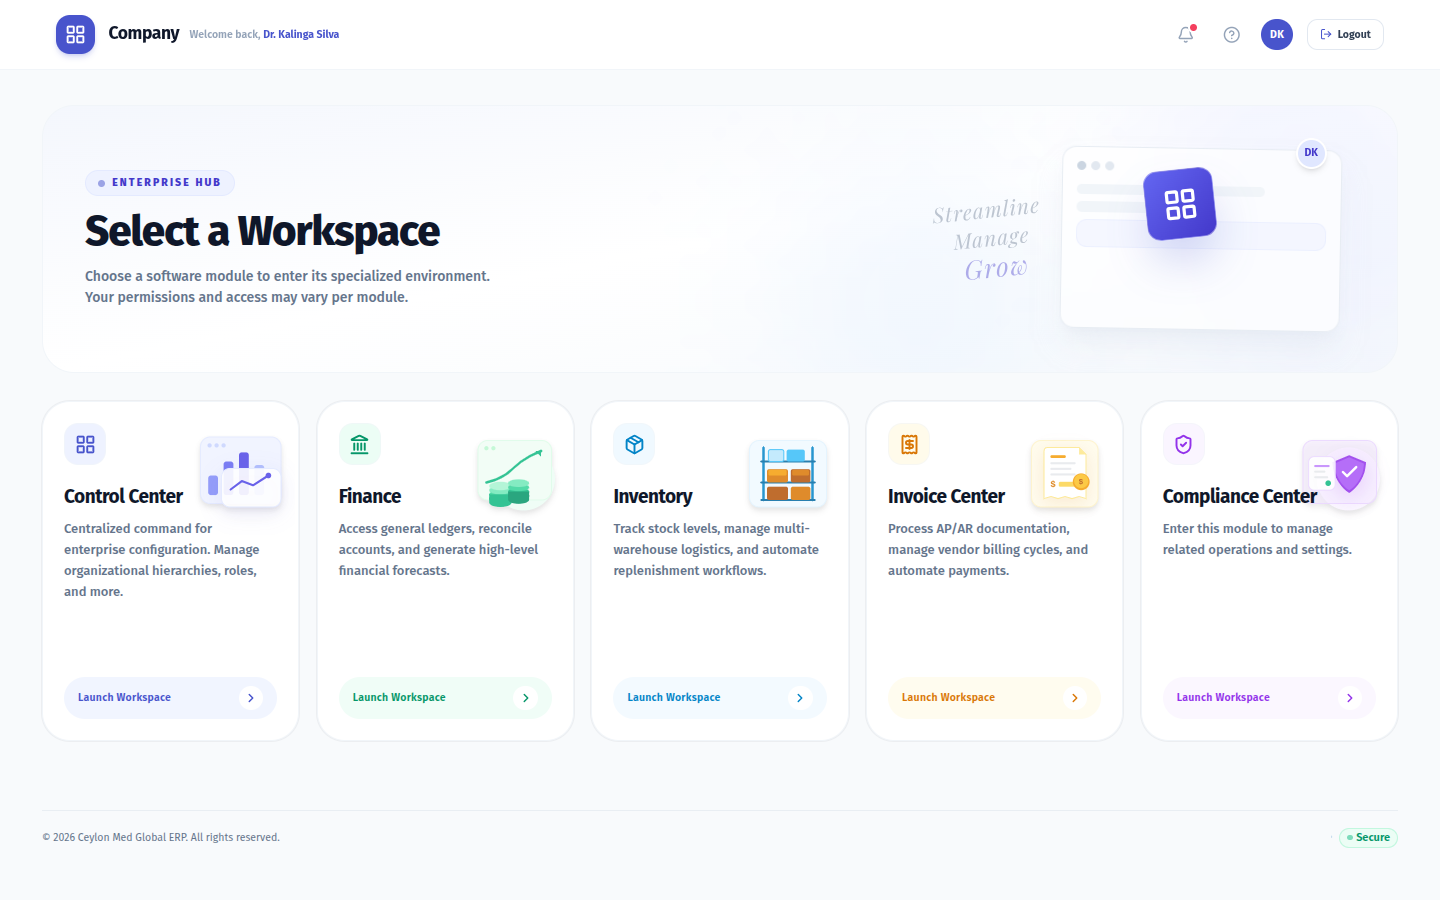 Company
Welcome back, Dr. Kalinga Silva
DK
Logout
ENTERPRISE HUB
Select a Workspace
Choose a software module to enter its specialized environment.
Your permissions and access may vary per module.
Streamline
Manage
Grow
DK
Control Center
Centralized command for
enterprise configuration. Manage
organizational hierarchies, roles,
and more.
Launch Workspace
Finance
Access general ledgers, reconcile
accounts, and generate high-level
financial forecasts.
Launch Workspace
Inventory
Track stock levels, manage multi-
warehouse logistics, and automate
replenishment workflows.
Launch Workspace
$
$
Invoice Center
Process AP/AR documentation,
manage vendor billing cycles, and
automate payments.
Launch Workspace
Compliance Center
Enter this module to manage
related operations and settings.
Launch Workspace
© 2026 Ceylon Med Global ERP. All rights reserved.
Secure